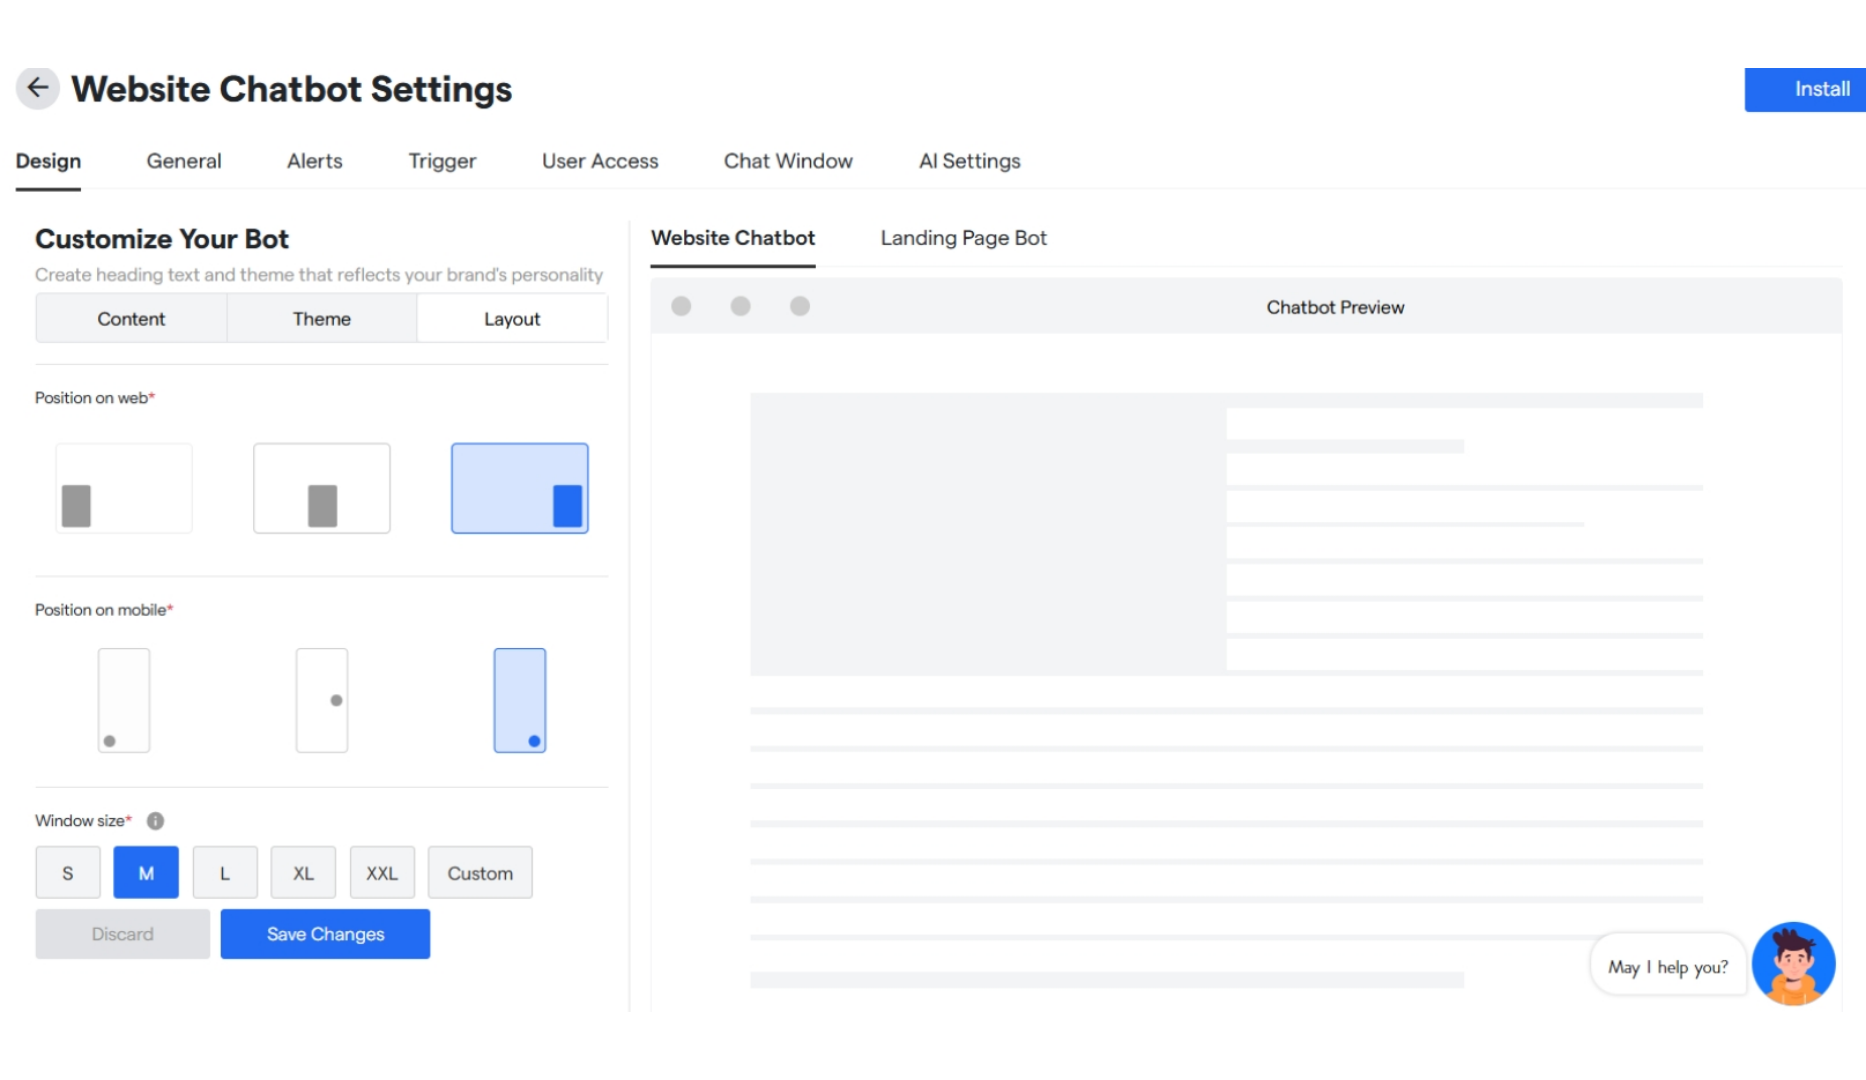 Website Chatbot Settings
Install
Design
General
Alerts
Trigger
User Access
Chat Window
AI Settings
Customize Your Bot
Create heading text and theme that reflects your brand's personality
Content
Theme
Layout
Position on web*
Position on mobile*
Window size*
S
M
L
XL
XXL
Custom
Discard
Save Changes
Website Chatbot
Landing Page Bot
Chatbot Preview
May I help you?